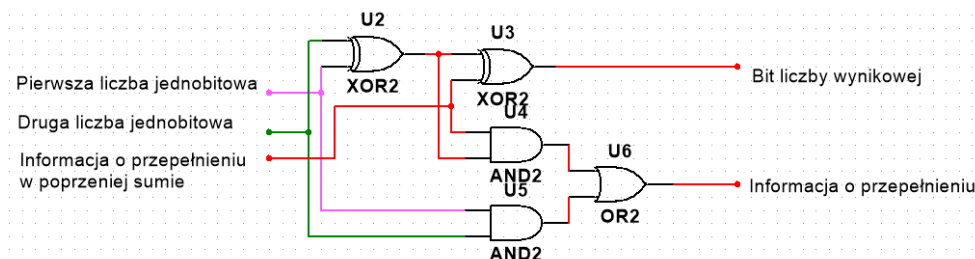 U2
XOR2
U3
XOR2
Pierwsza liczba jednobitowa
Druga liczba jednobitowa
Informacja o przepełnieniu
w poprzeniej sumie
U4
AND2
U5
AND2
U6
OR2
Bit liczby wynikowej
Informacja o przepełnieniu